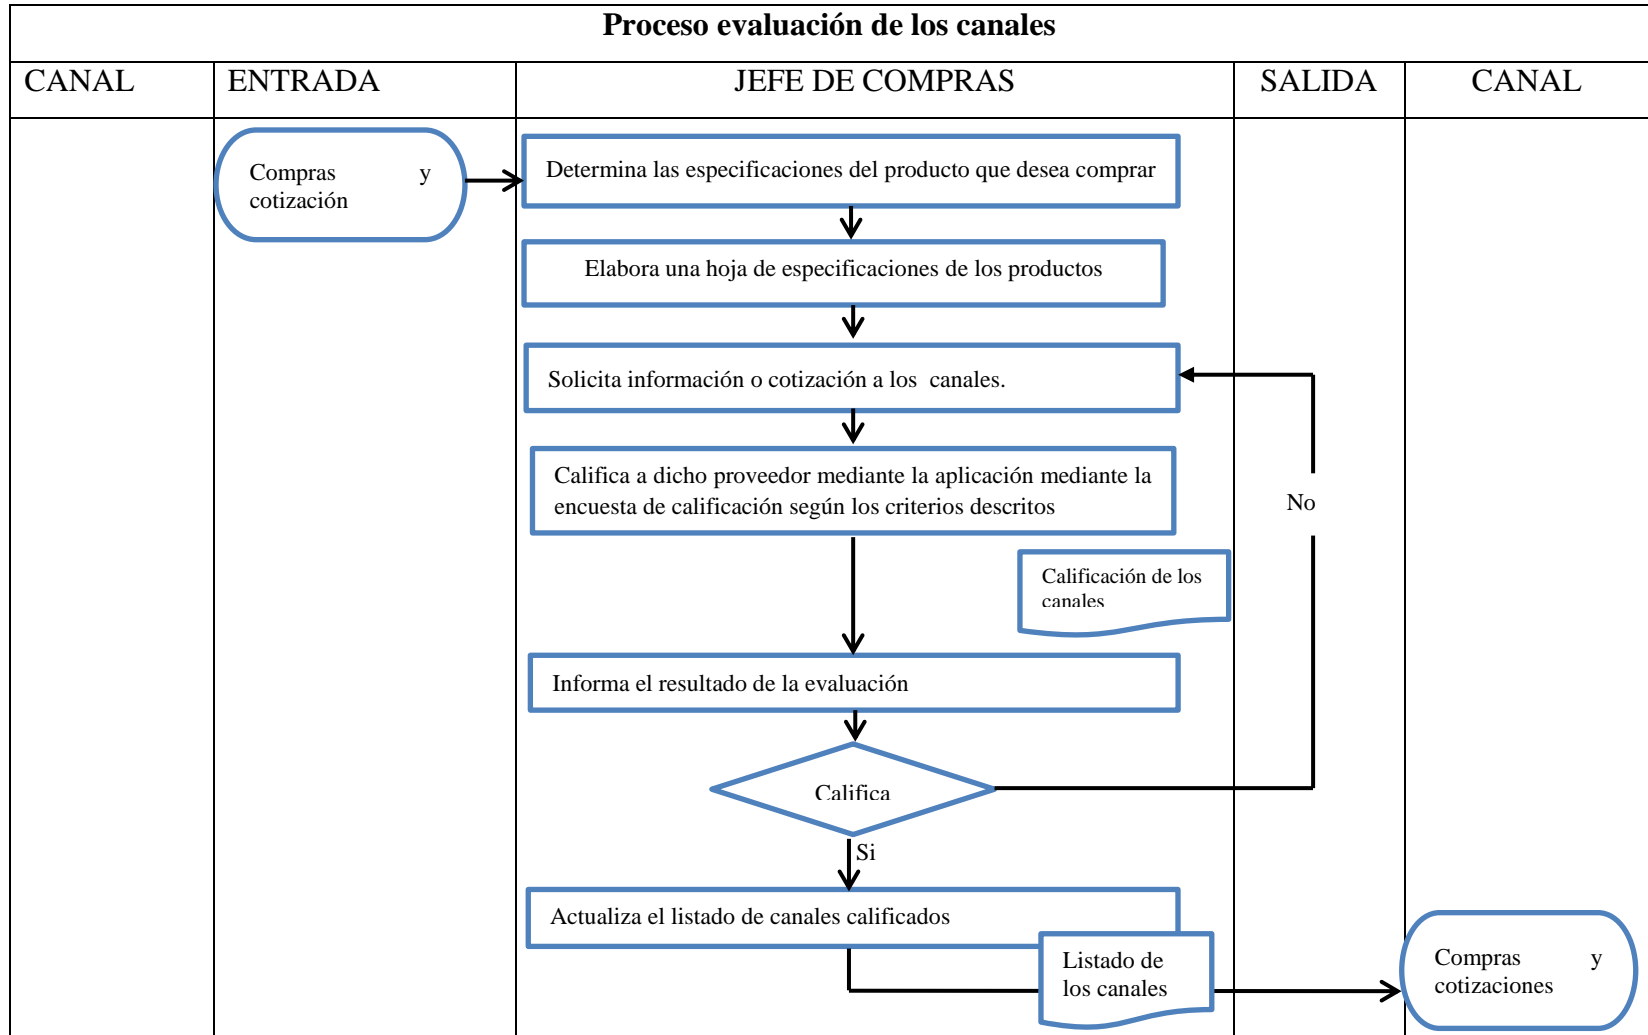 Proceso evaluación de los canales
CANAL
ENTRADA
JEFE DE COMPRAS
SALIDA
CANAL
Compras y
cotización
Determina las especificaciones del producto que desea comprar
Elabora una hoja de especificaciones de los productos
Solicita información o cotización a los canales.
Califica a dicho proveedor mediante la aplicación mediante la
encuesta de calificación según los criterios descritos
No
Calificación de los
canales
Informa el resultado de la evaluación
Califica
Si
Actualiza el listado de canales calificados
Listado de
los canales
Compras y
cotizaciones